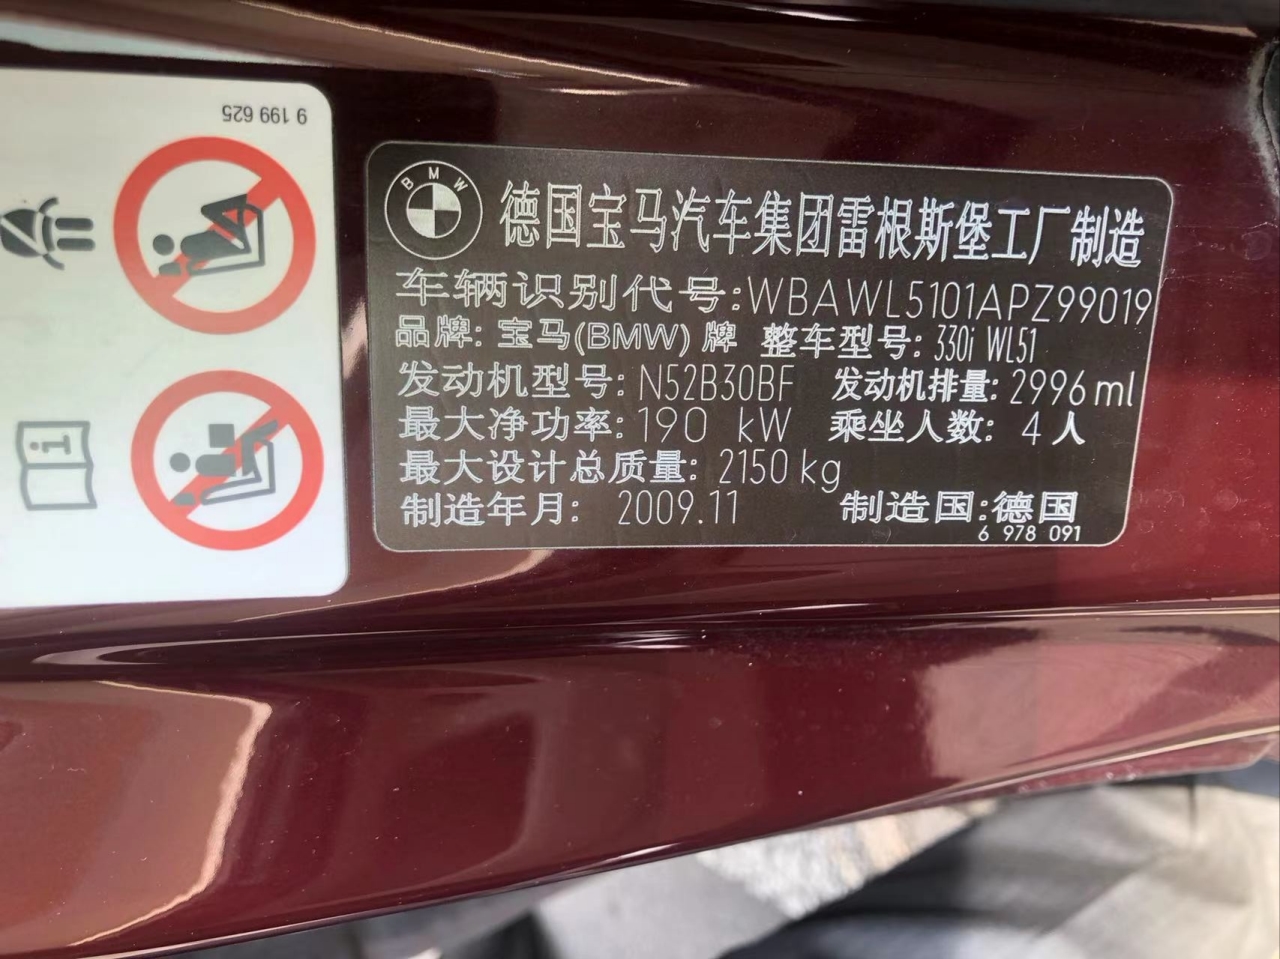 9 199 625
BMW
德国宝马汽车集团雷根斯堡工厂制造
车辆识别代号:WBAWL5101APZ99019
品牌: 宝马(BMW) 牌 整车型号: 330i WL51
发动机型号: N52B30BF 发动机排量: 2996 ml
最大净功率: 190 kW 乘坐人数: 4 人
最大设计总质量: 2150 kg
制造年月: 2009.11 制造国:德国
6 978 091